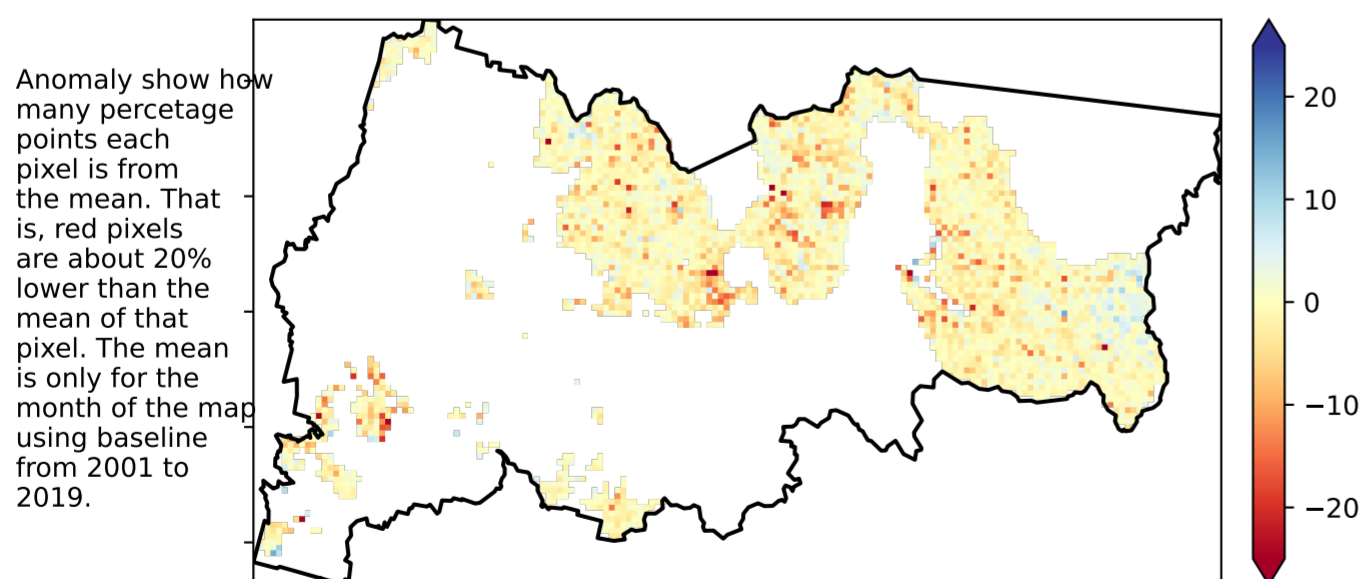 Anomaly show how
many percetage
points each
pixel is from
the mean. That
is, red pixels
are about 20%
lower than the
mean of that
pixel. The mean
is only for the
month of the map
using baseline
from 2001 to
2019.
20
10
0
−10
−20